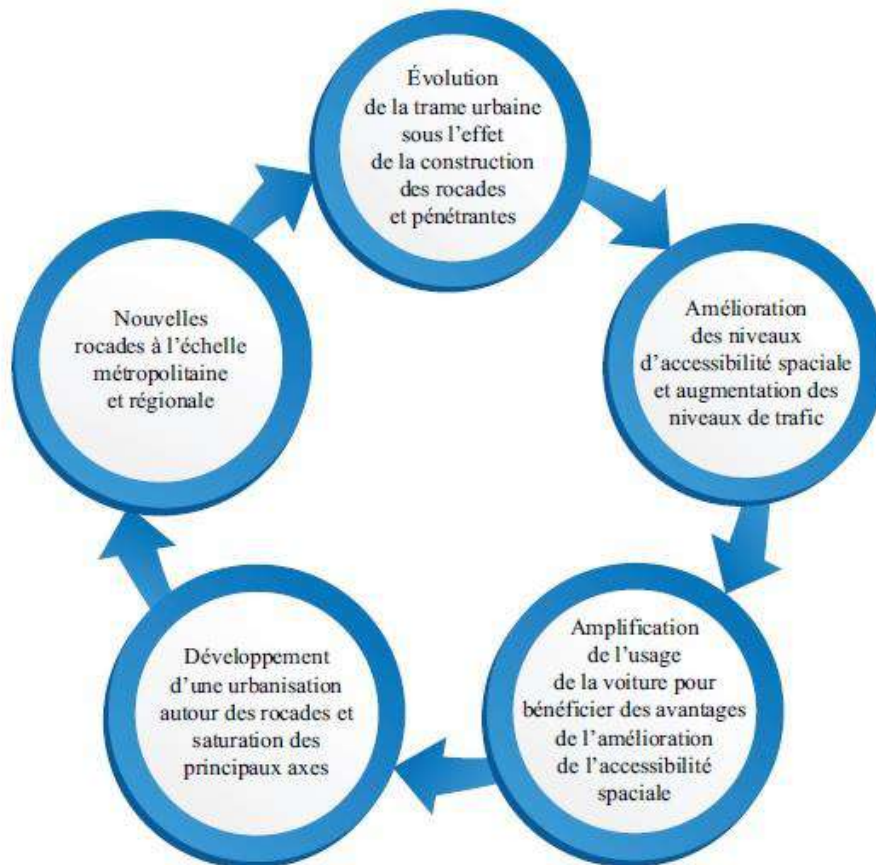 Évolution
de la trame urbaine
sous l’effet
de la construction
des rocades
et pénétrantes
Amélioration
des niveaux
d’accessibilité spaciale
et augmentation des
niveaux de trafic
Amplification
de l’usage
de la voiture pour
bénéficier des avantages
de l’amélioration
de l’accessibilité
spaciale
Développement
d’une urbanisation
autour des rocades et
saturation des
principaux axes
Nouvelles
rocades à l’échelle
métropolitaine
et régionale